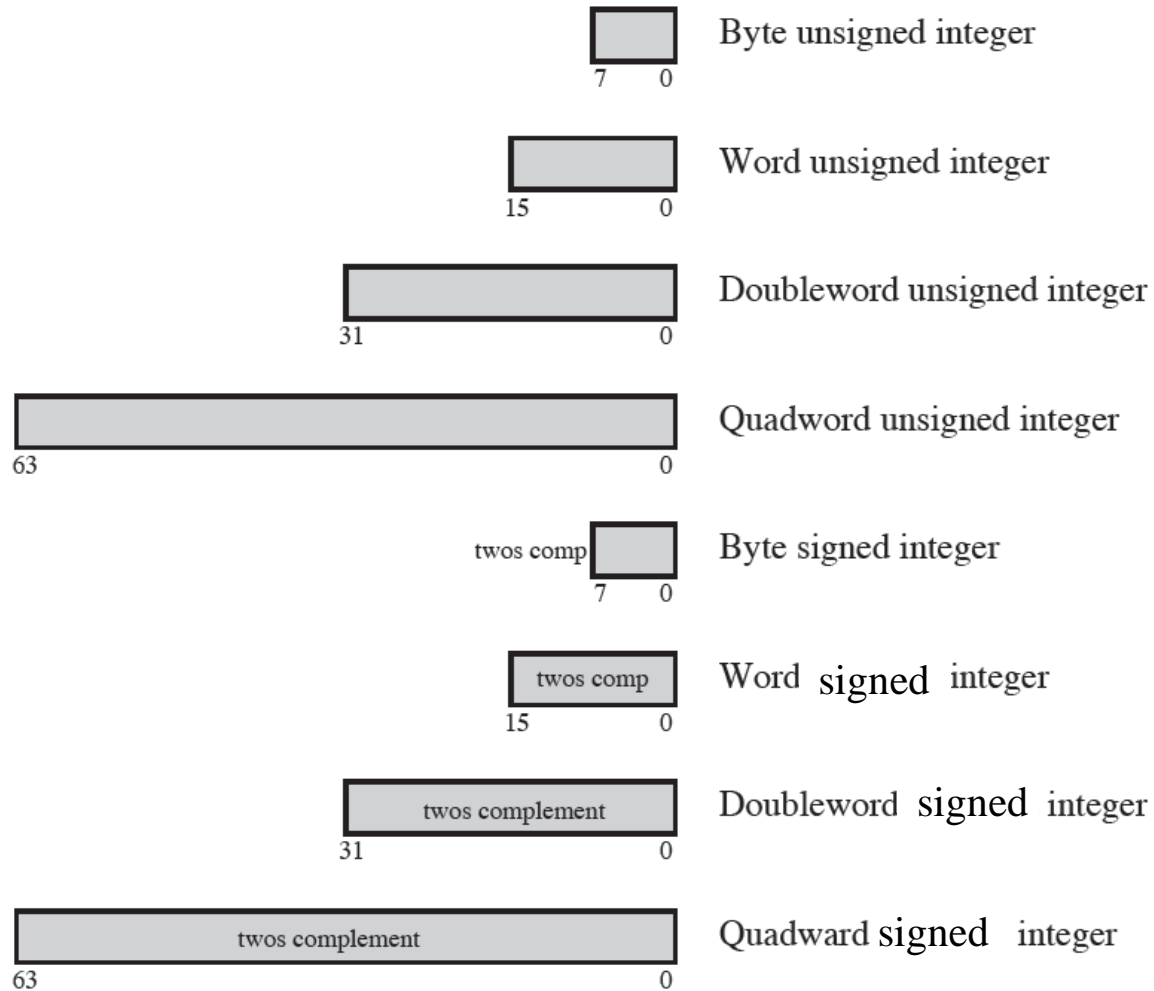 Byte unsigned integer
7 0
Word unsigned integer
15 0
Doubleword unsigned integer
31 0
Quadword unsigned integer
63 0
twos comp Byte signed integer
7 0
twos comp Word signed integer
15 0
twos complement Doubleword signed integer
31 0
twos complement Quadward signed integer
63 0